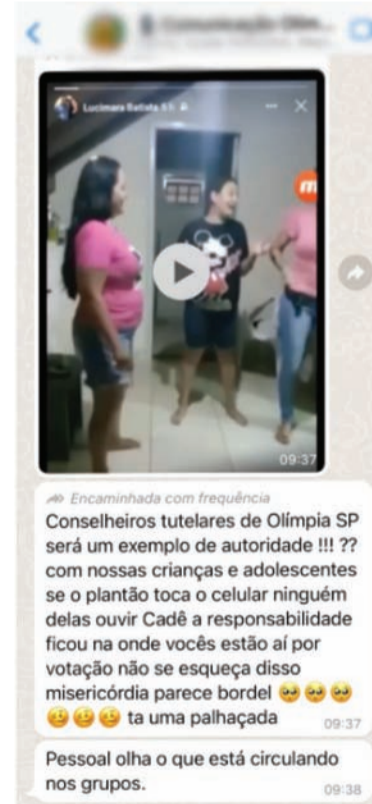 Lucimara Batista
09:37
Encaminhada com frequência
Conselheiros tutelares de Olímpia SP
será um exemplo de autoridade !!! ??
com nossas crianças e adolescentes
se o plantão toca o celular ninguém
delas ouvir Cadê a responsabilidade
ficou na onde vocês estão aí por
votação não se esqueça disso
misericórdia parece bordel 🥺 🥺 🥺
🤨 🤨 🤨 ta uma palhaçada
09:37
Pessoal olha o que está circulando
nos grupos.
09:38